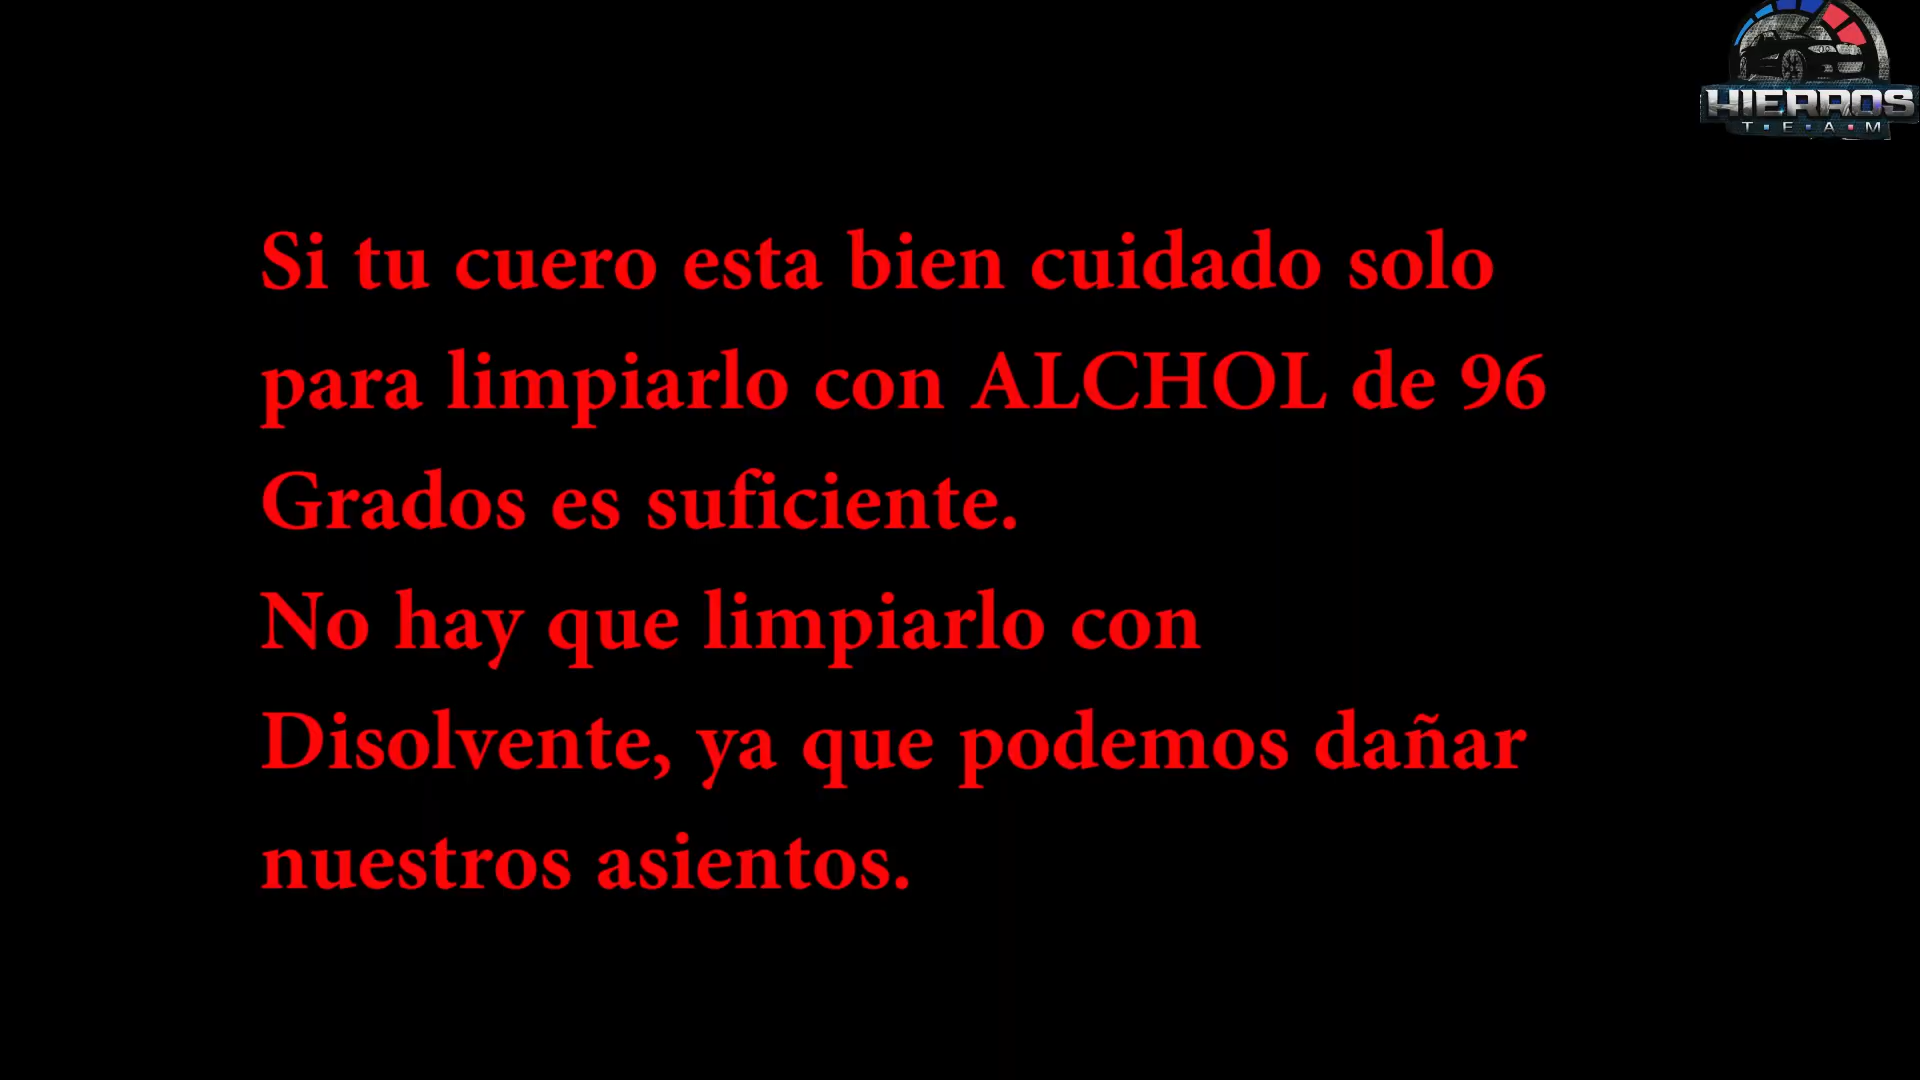 HIERROS
T.E.A.M
Si tu cuero esta bien cuidado solo
para limpiarlo con ALCHOL de 96
Grados es suficiente.
No hay que limpiarlo con
Disolvente, ya que podemos dañar
nuestros asientos.